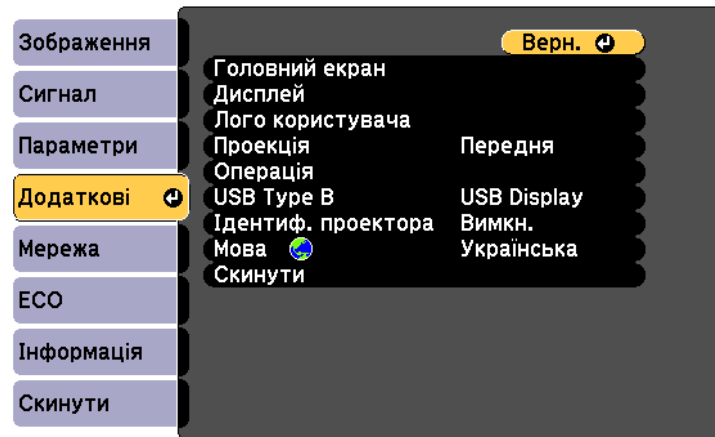 Зображення
Сигнал
Параметри
Додаткові
Мережа
ECO
Інформація
Скинути
Верн.
Головний екран
Дисплей
Лого користувача
Проекція Передня
Операція
USB Type B USB Display
Ідентиф. проектора Вимкн.
Мова Українська
Скинути